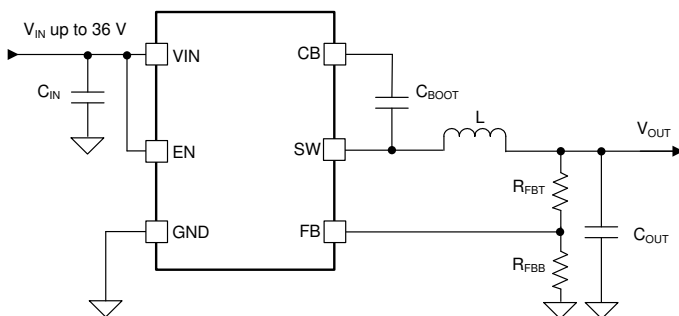 V_IN up to 36 V
VIN
CB
C_IN
C_BOOT
L
V_OUT
EN
SW
R_FBT
GND
FB
C_OUT
R_FBB